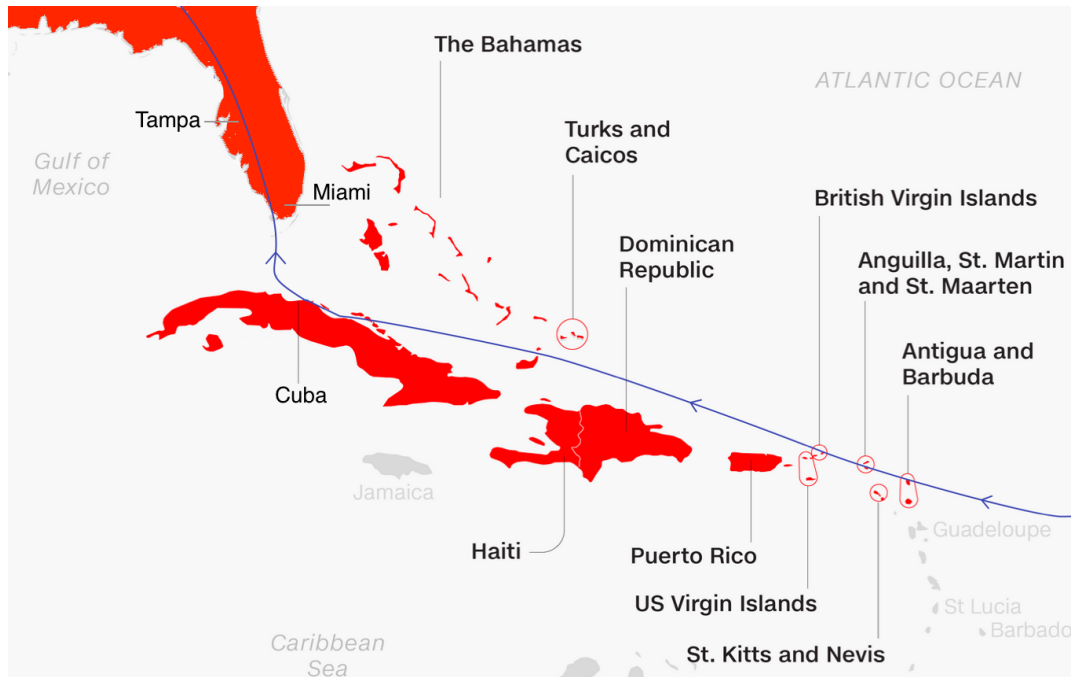 The Bahamas
ATLANTIC OCEAN
Tampa
Turks and
Caicos
Gulf of
Mexico
Miami
British Virgin Islands
Dominican
Republic
Anguilla, St. Martin
and St. Maarten
Antigua and
Barbuda
Cuba
Jamaica
Guadeloupe
Haiti
Puerto Rico
US Virgin Islands
St Lucia
Barbado
Caribbean
Sea
St. Kitts and Nevis